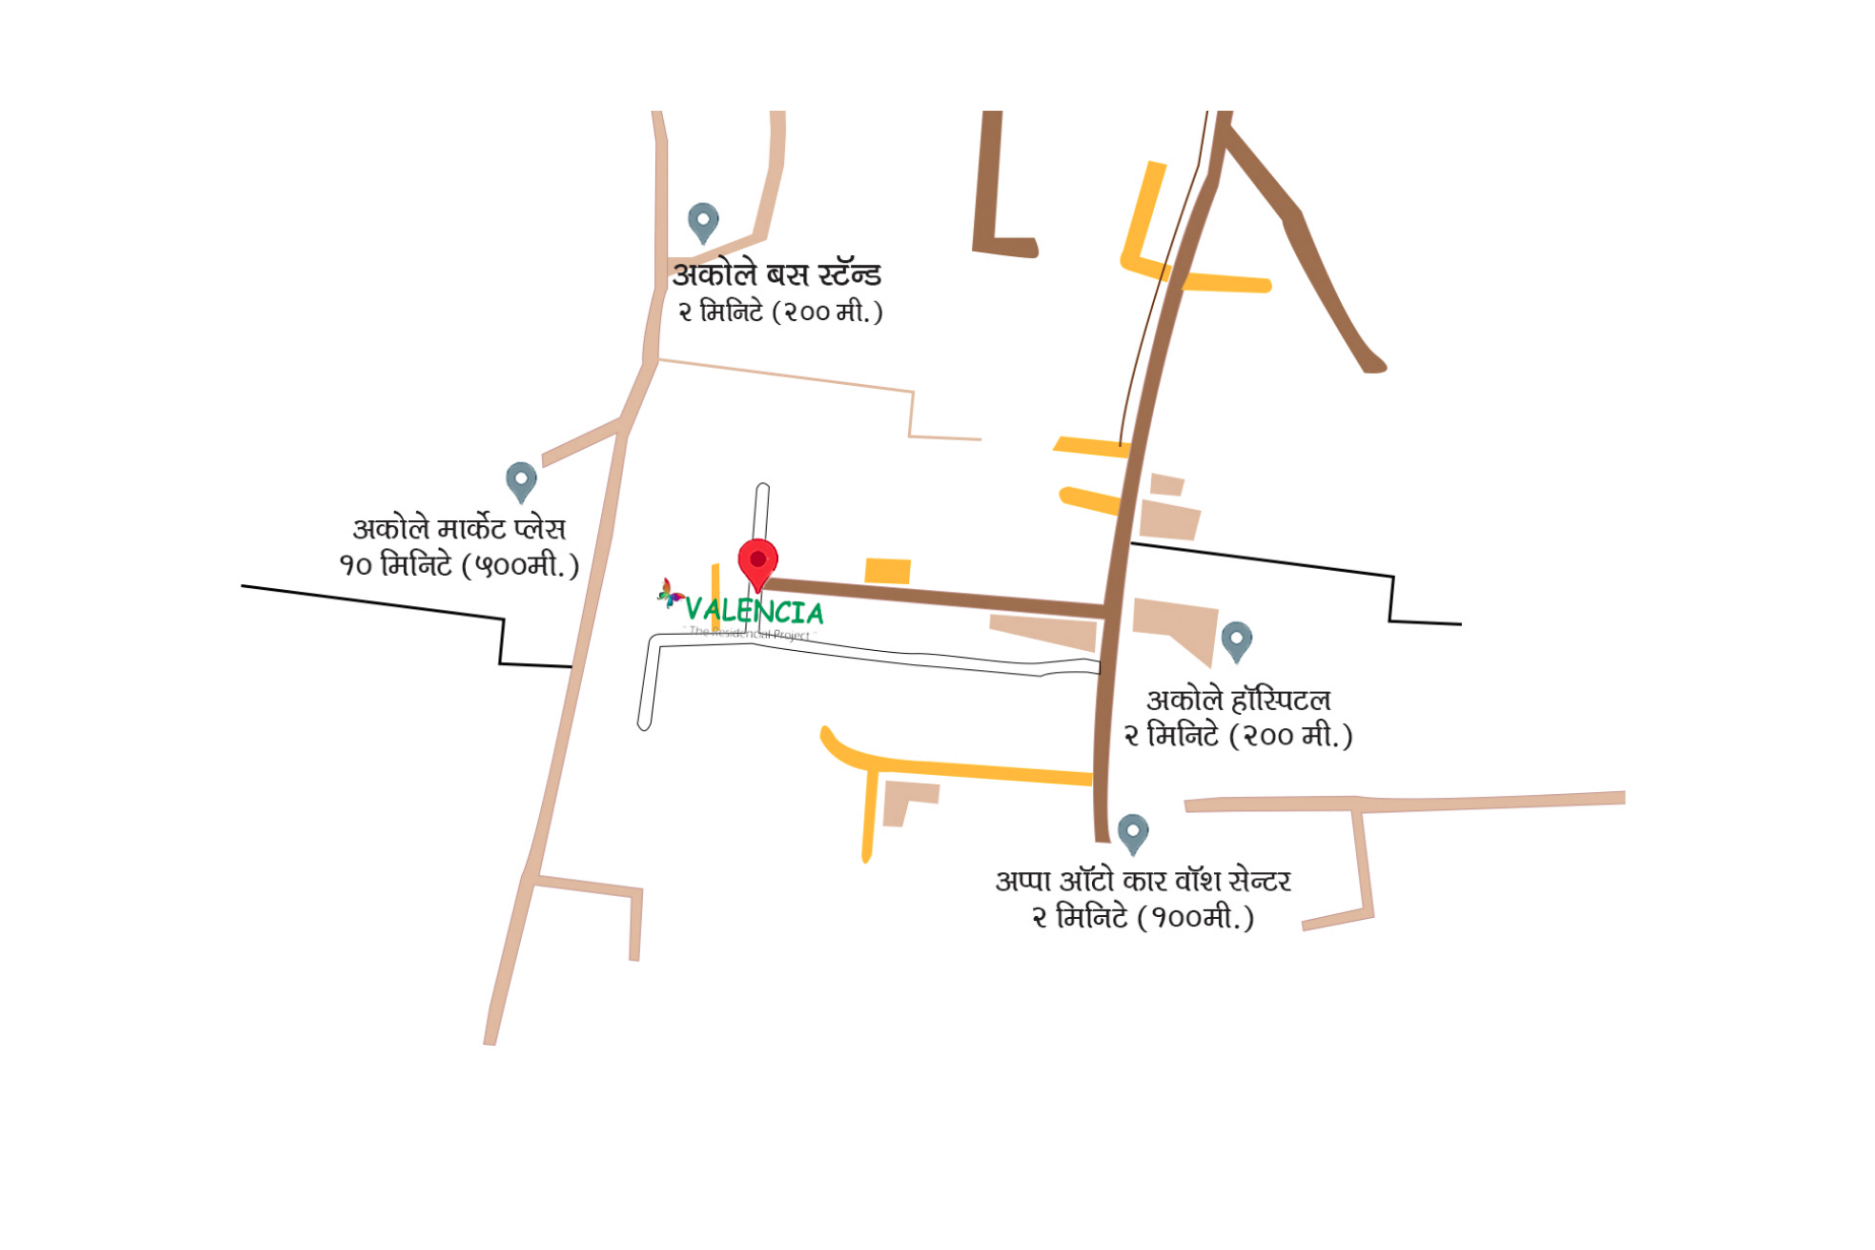 अकोले बस स्टॅन्ड
२ मिनिटे (२०० मी.)
अकोले मार्केट प्लेस
१० मिनिटे (५००मी.)
VALENCIA
"The Residencial Project"
अकोले हॉस्पिटल
२ मिनिटे (२०० मी.)
अप्पा ऑटो कार वॉश सेन्टर
२ मिनिटे (१००मी.)